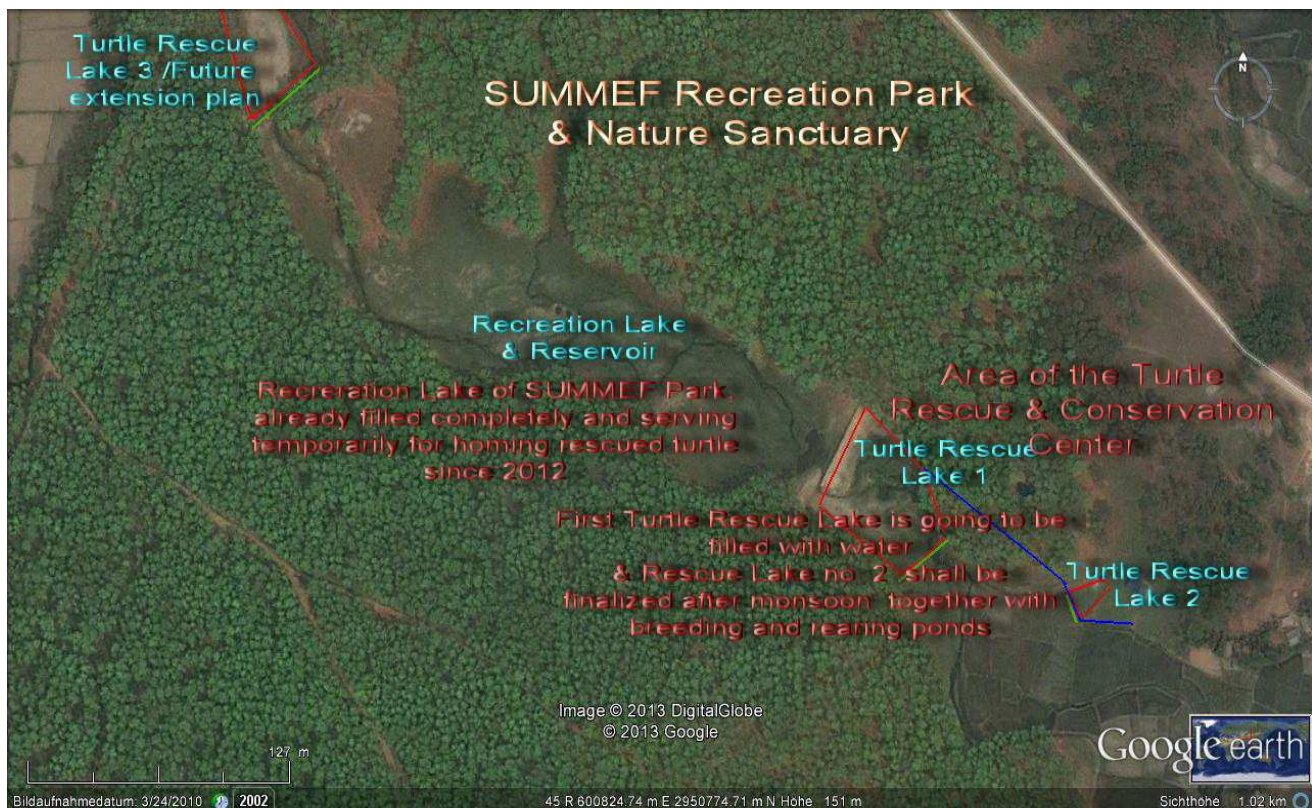 Turtle Rescue
Lake 3 /Future
extension plan
SUMMEF Recreation Park
& Nature Sanctuary
N
Recreation Lake
& Reservoir
Recreration Lake of SUMMEF Park,
already filled completely and serving
temporarily for homing rescued turtle
since 2012
Area of the Turtle
Rescue & Conservation
Center
Turtle Rescue
Lake 1
First Turtle Rescue Lake is going to be
filled with water
& Rescue Lake no. 2 shall be
finalized after monsoon together with
breeding and rearing ponds
Turtle Rescue
Lake 2
Image © 2013 DigitalGlobe
© 2013 Google
127 m
Google earth
Bildaufnahmedatum: 3/24/2010 2002 45 R 600824.74 m E 2950774.71 m N Höhe 151 m Sichthöhe 1.02 km